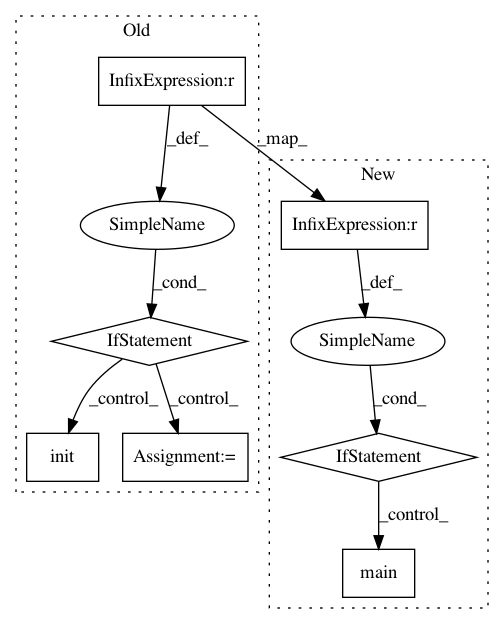 Old
InfixExpression:r
_def_
_map_
New
SimpleName
InfixExpression:r
_cond_
_def_
IfStatement
SimpleName
_control_
_control_
_cond_
init
Assignment:=
IfStatement
_control_
main